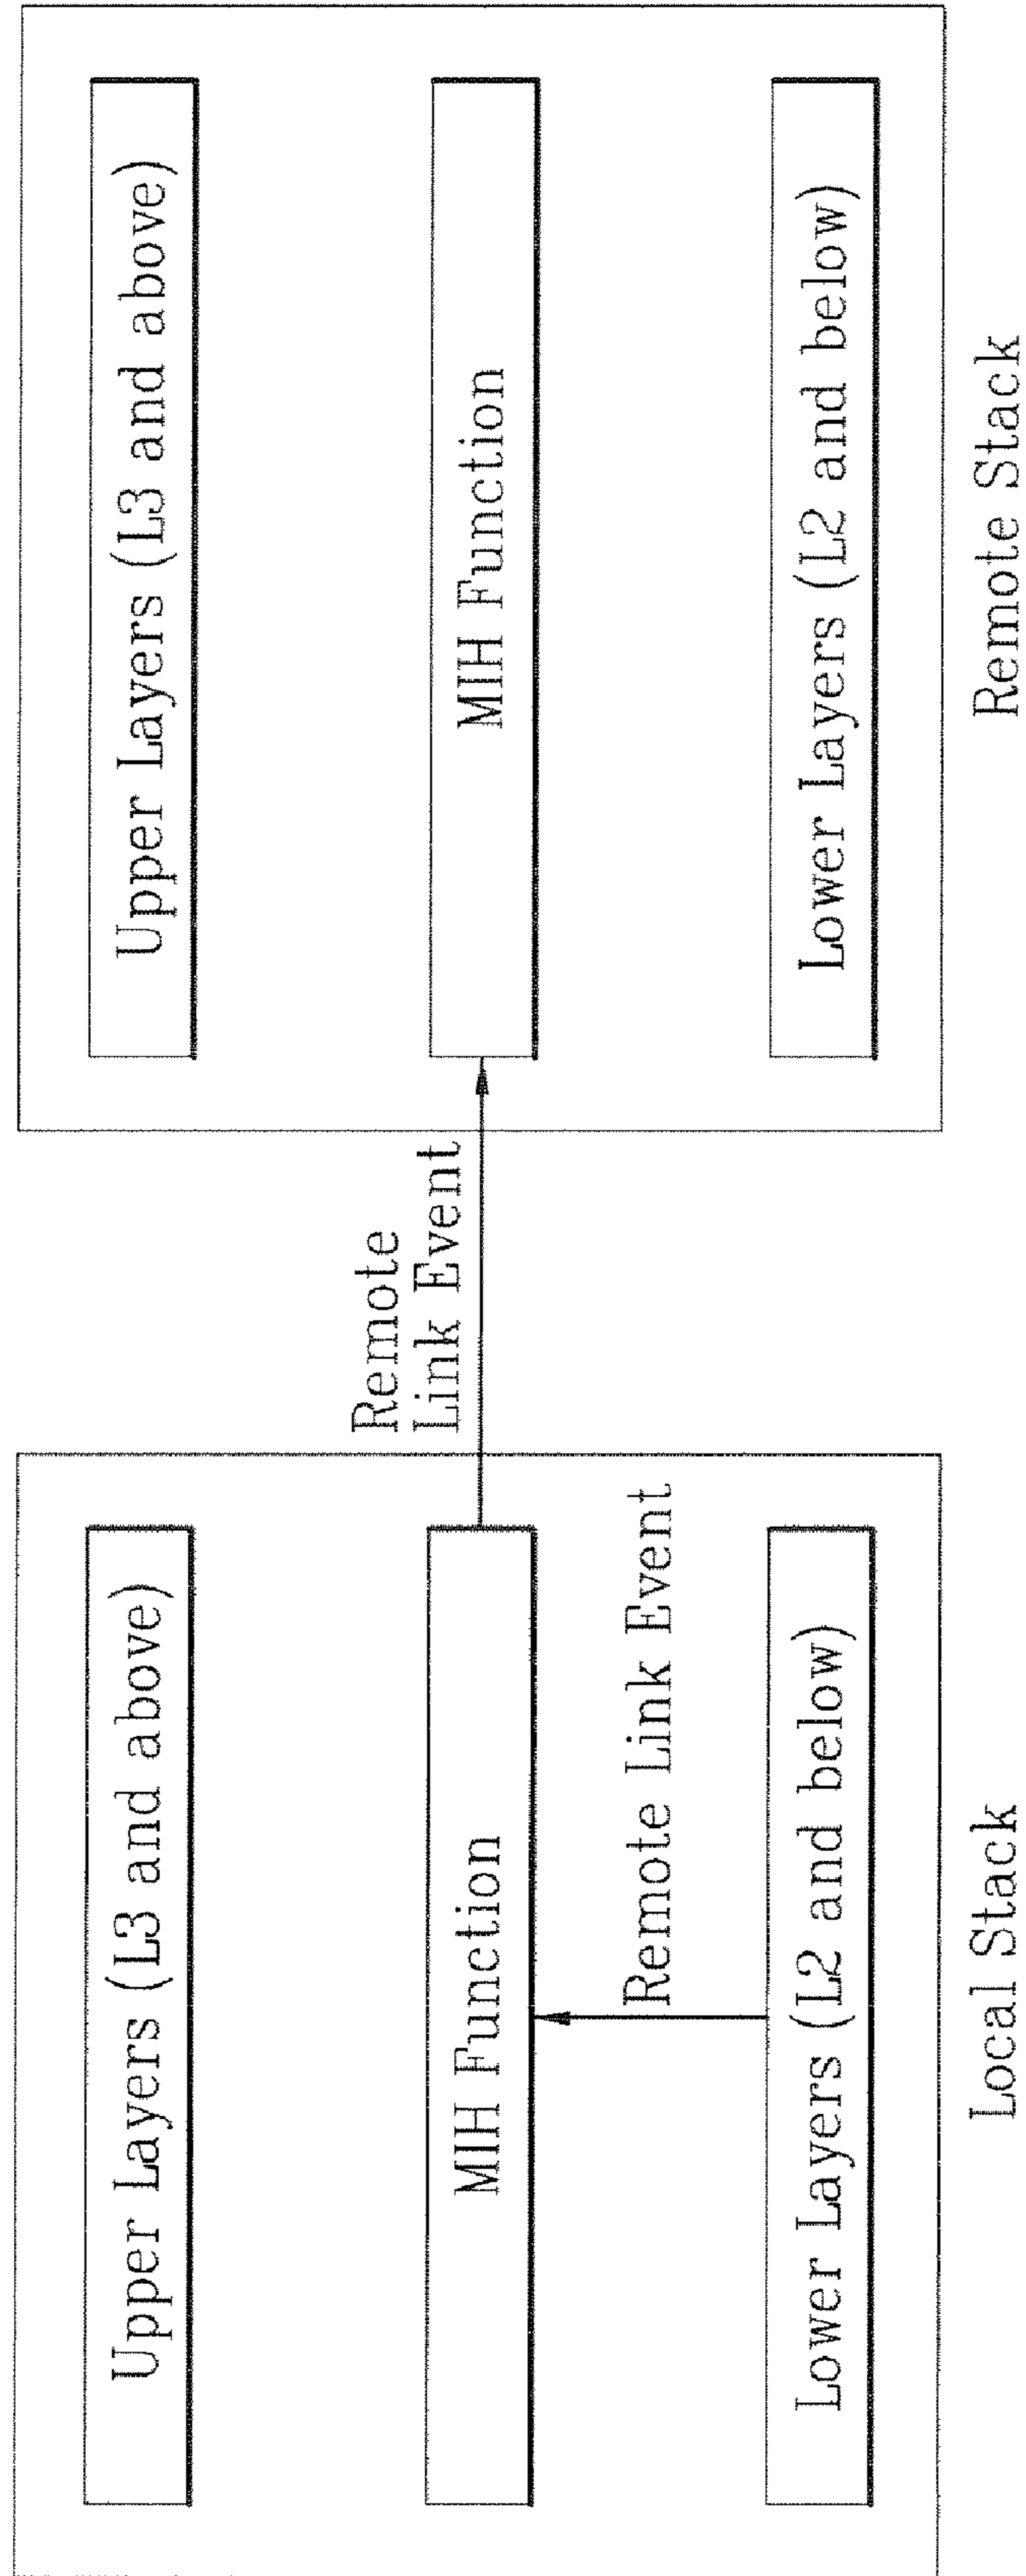 Upper Layers (L3 and above)
MIH Function
Remote Link Event
Lower Layers (L2 and below)
Local Stack
Remote
Link Event
Upper Layers (L3 and above)
MIH Function
Lower Layers (L2 and below)
Remote Stack